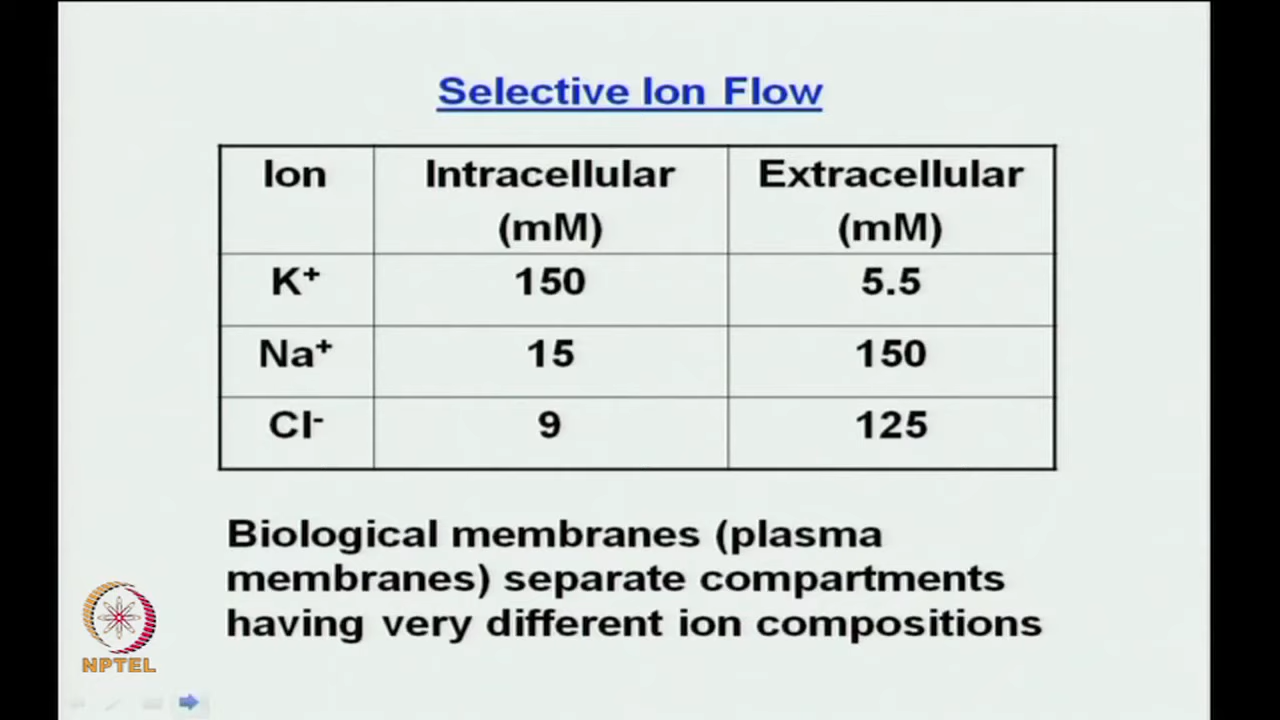 Selective Ion Flow
Ion Intracellular Extracellular
(mM) (mM)
K⁺ 150 5.5
Na⁺ 15 150
Cl⁻ 9 125
Biological membranes (plasma
membranes) separate compartments
having very different ion compositions
NPTEL